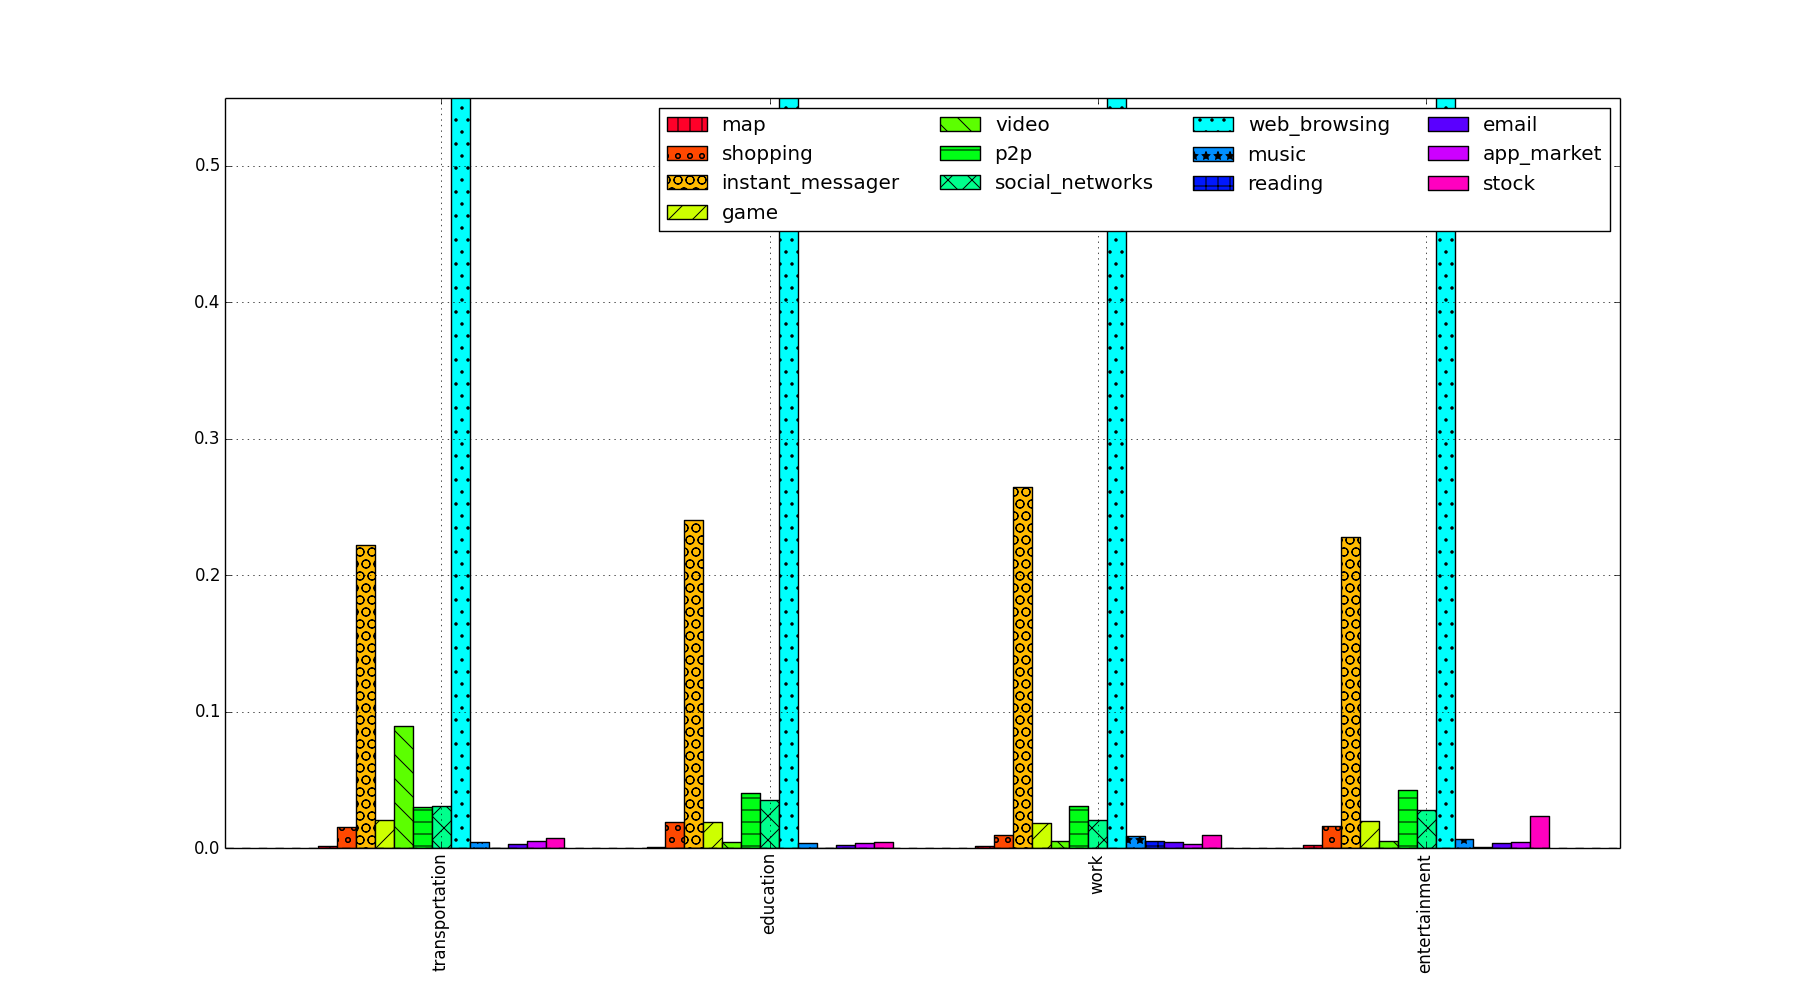 map video web_browsing email
shopping p2p music app_market
instant_messager social_networks reading stock
game
0.5
0.4
0.3
0.2
0.1
0.0
transportation
education
work
entertainment